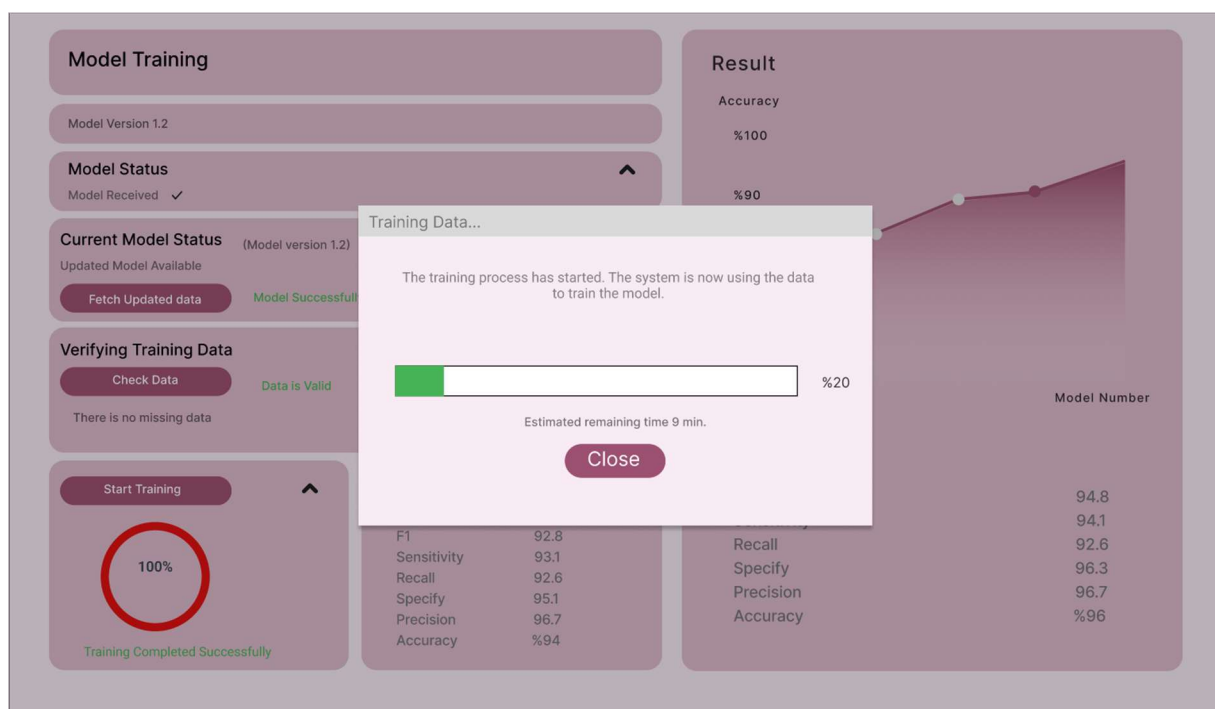 Model Training
Model Version 1.2
Model Status
Model Received
Current Model Status (Model version 1.2)
Updated Model Available
Fetch Updated data Model Successfull
Verifying Training Data
Check Data Data is Valid
There is no missing data
Start Training
100%
Training Completed Successfully
Training Data...
The training process has started. The system is now using the data
to train the model.
%20
Estimated remaining time 9 min.
Close
F1 92.8
Sensitivity 93.1
Recall 92.6
Specify 95.1
Precision 96.7
Accuracy %94
Result
Accuracy
%100
%90
Model Number
94.8
94.1
Recall 92.6
Specify 96.3
Precision 96.7
Accuracy %96